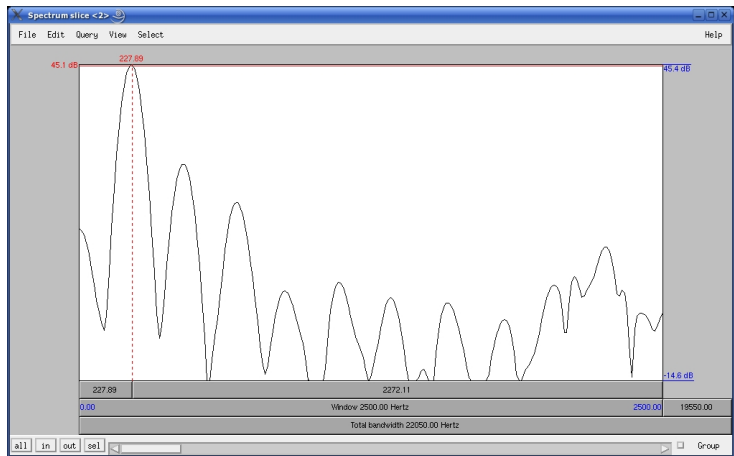 Spectrum slice <2>
File Edit Query View Select Help
227.89
45.1 dB
45.4 dB
-14.6 dB
227.89 2272.11
0.00 Window 2500.00 Hertz 2500.00 19550.00
Total bandwidth 22050.00 Hertz
all in out sel Group